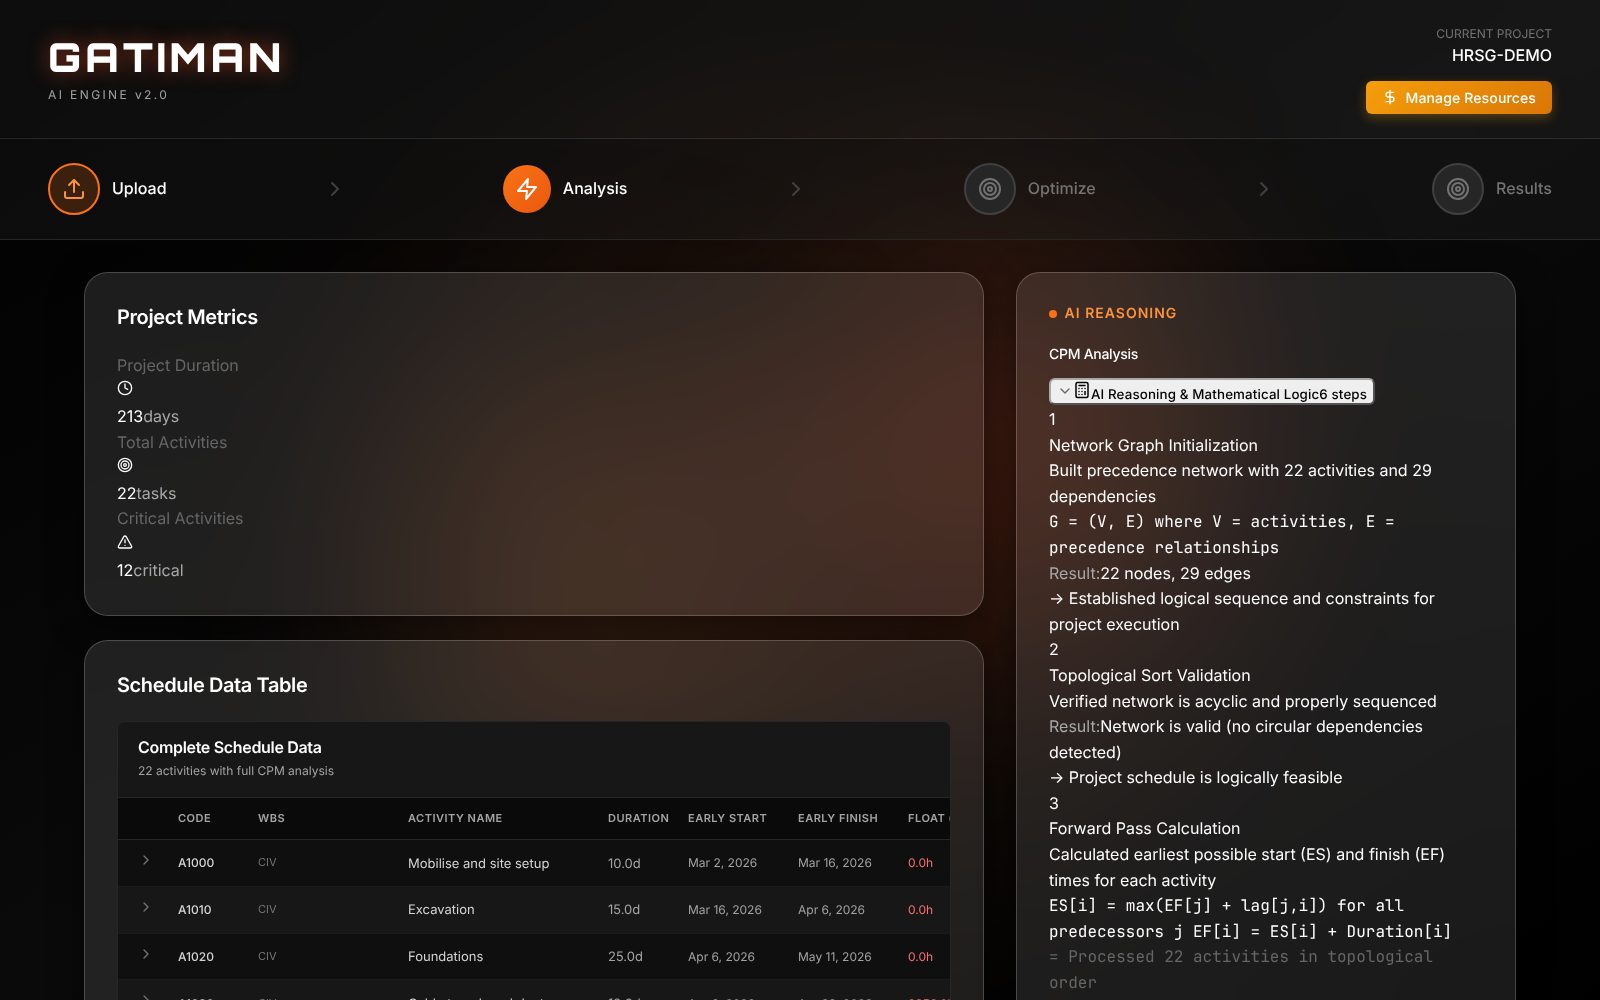 GATIMAN
AI ENGINE v2.0
CURRENT PROJECT
HRSG-DEMO
Manage Resources
Upload
Analysis
Optimize
Results
Project Metrics
Project Duration
213days
Total Activities
22tasks
Critical Activities
12critical
Schedule Data Table
Complete Schedule Data
22 activities with full CPM analysis
CODE WBS ACTIVITY NAME DURATION EARLY START EARLY FINISH FLOAT
A1000 CIV Mobilise and site setup 10.0d Mar 2, 2026 Mar 16, 2026 0.0h
A1010 CIV Excavation 15.0d Mar 16, 2026 Apr 6, 2026 0.0h
A1020 CIV Foundations 25.0d Apr 6, 2026 May 11, 2026 0.0h
AI REASONING
CPM Analysis
AI Reasoning & Mathematical Logic6 steps
1
Network Graph Initialization
Built precedence network with 22 activities and 29
dependencies
G = (V, E) where V = activities, E =
precedence relationships
Result:22 nodes, 29 edges
→ Established logical sequence and constraints for
project execution
2
Topological Sort Validation
Verified network is acyclic and properly sequenced
Result:Network is valid (no circular dependencies
detected)
→ Project schedule is logically feasible
3
Forward Pass Calculation
Calculated earliest possible start (ES) and finish (EF)
times for each activity
ES[i] = max(EF[j] + lag[j,i]) for all
predecessors j EF[i] = ES[i] + Duration[i]
= Processed 22 activities in topological
order